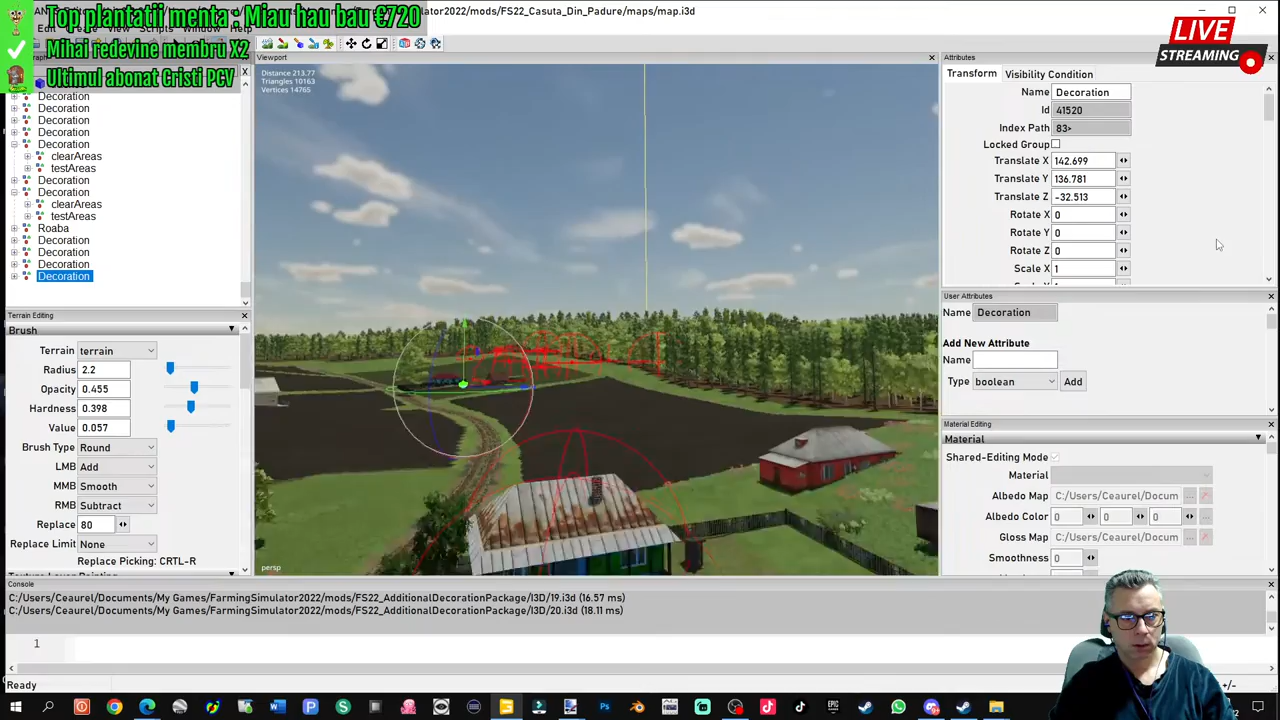 Top plantatii menta : Miau hau bau €720
Mihai redevine membru X2
Ultimul abonat Cristi PCV
Scripts Window Help
Miners2022/mods/FS22_Casuta_Din_Padure/maps/map.i3d
LIVE
STREAMING
Decoration
Decoration
Decoration
Decoration
Decoration
clearAreas
testAreas
Decoration
Decoration
clearAreas
testAreas
Roaba
Decoration
Decoration
Decoration
Decoration
Terrain Editing
Brush
Terrain terrain
Radius 2.2
Opacity 0.455
Hardness 0.398
Value 0.057
Brush Type Round
LMB Add
MMB Smooth
RMB Subtract
Replace 80
Replace Limit None
Replace Picking: CRTL-R
Viewport
Distance 213.77
Triangles 10163
Vertices 14765
persp
Attributes
Transform Visibility Condition
Name Decoration
Id 41520
Index Path 83>
Locked Group
Translate X 142.699
Translate Y 136.781
Translate Z -32.513
Rotate X 0
Rotate Y 0
Rotate Z 0
Scale X 1
User Attributes
Name Decoration
Add New Attribute
Name
Type boolean Add
Material Editing
Material
Shared-Editing Mode
Material
Albedo Map C:/Users/Ceaurel/Docum ...
Albedo Color 0 0 0 ...
Gloss Map C:/Users/Ceaurel/Docum ...
Smoothness 0
Console
C:/Users/Ceaurel/Documents/My Games/FarmingSimulator2022/mods/FS22_AdditionalDecorationPackage/I3D/19.i3d (16.57 ms)
C:/Users/Ceaurel/Documents/My Games/FarmingSimulator2022/mods/FS22_AdditionalDecorationPackage/I3D/20.i3d (18.11 ms)
1
Ready
+/-